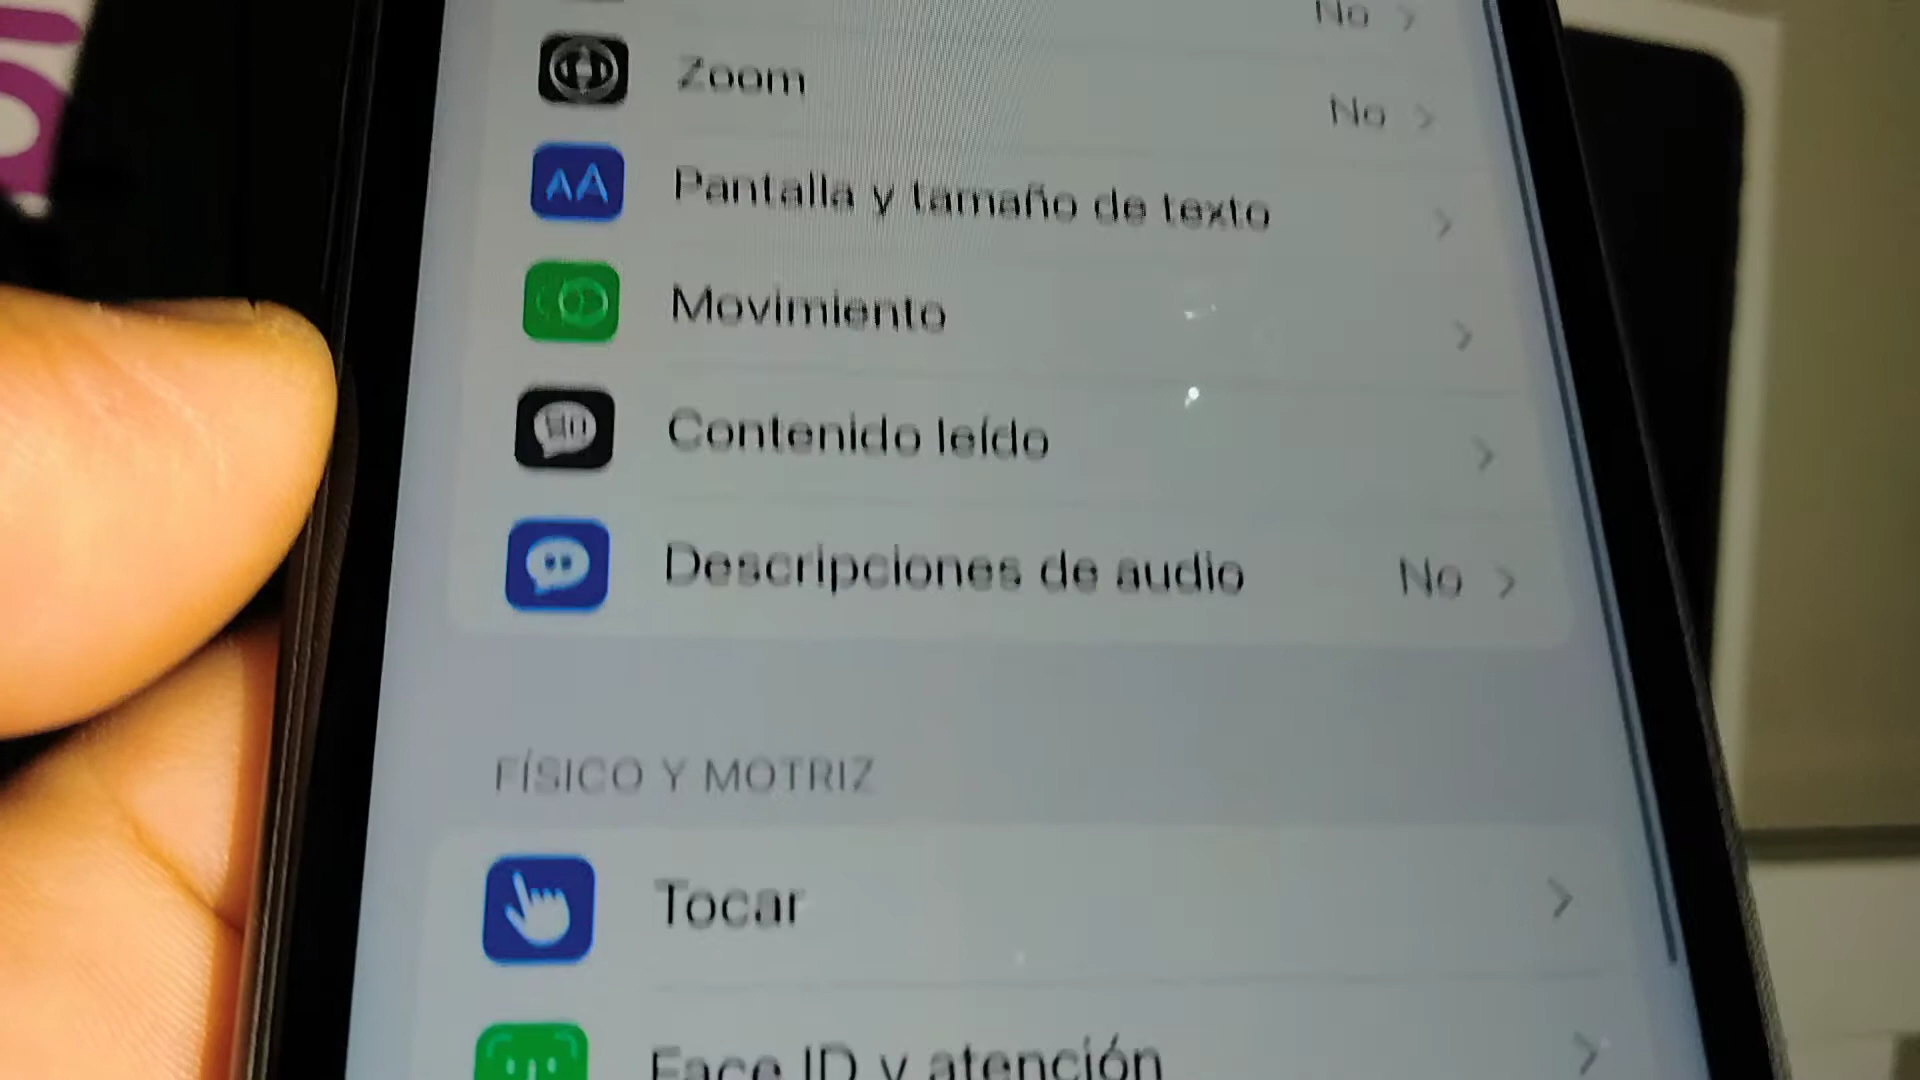 No
Zoom
No
AA
Pantalla y tamaño de texto
Movimiento
Contenido leído
Descripciones de audio
No
FÍSICO Y MOTRIZ
Tocar
Face ID y atención